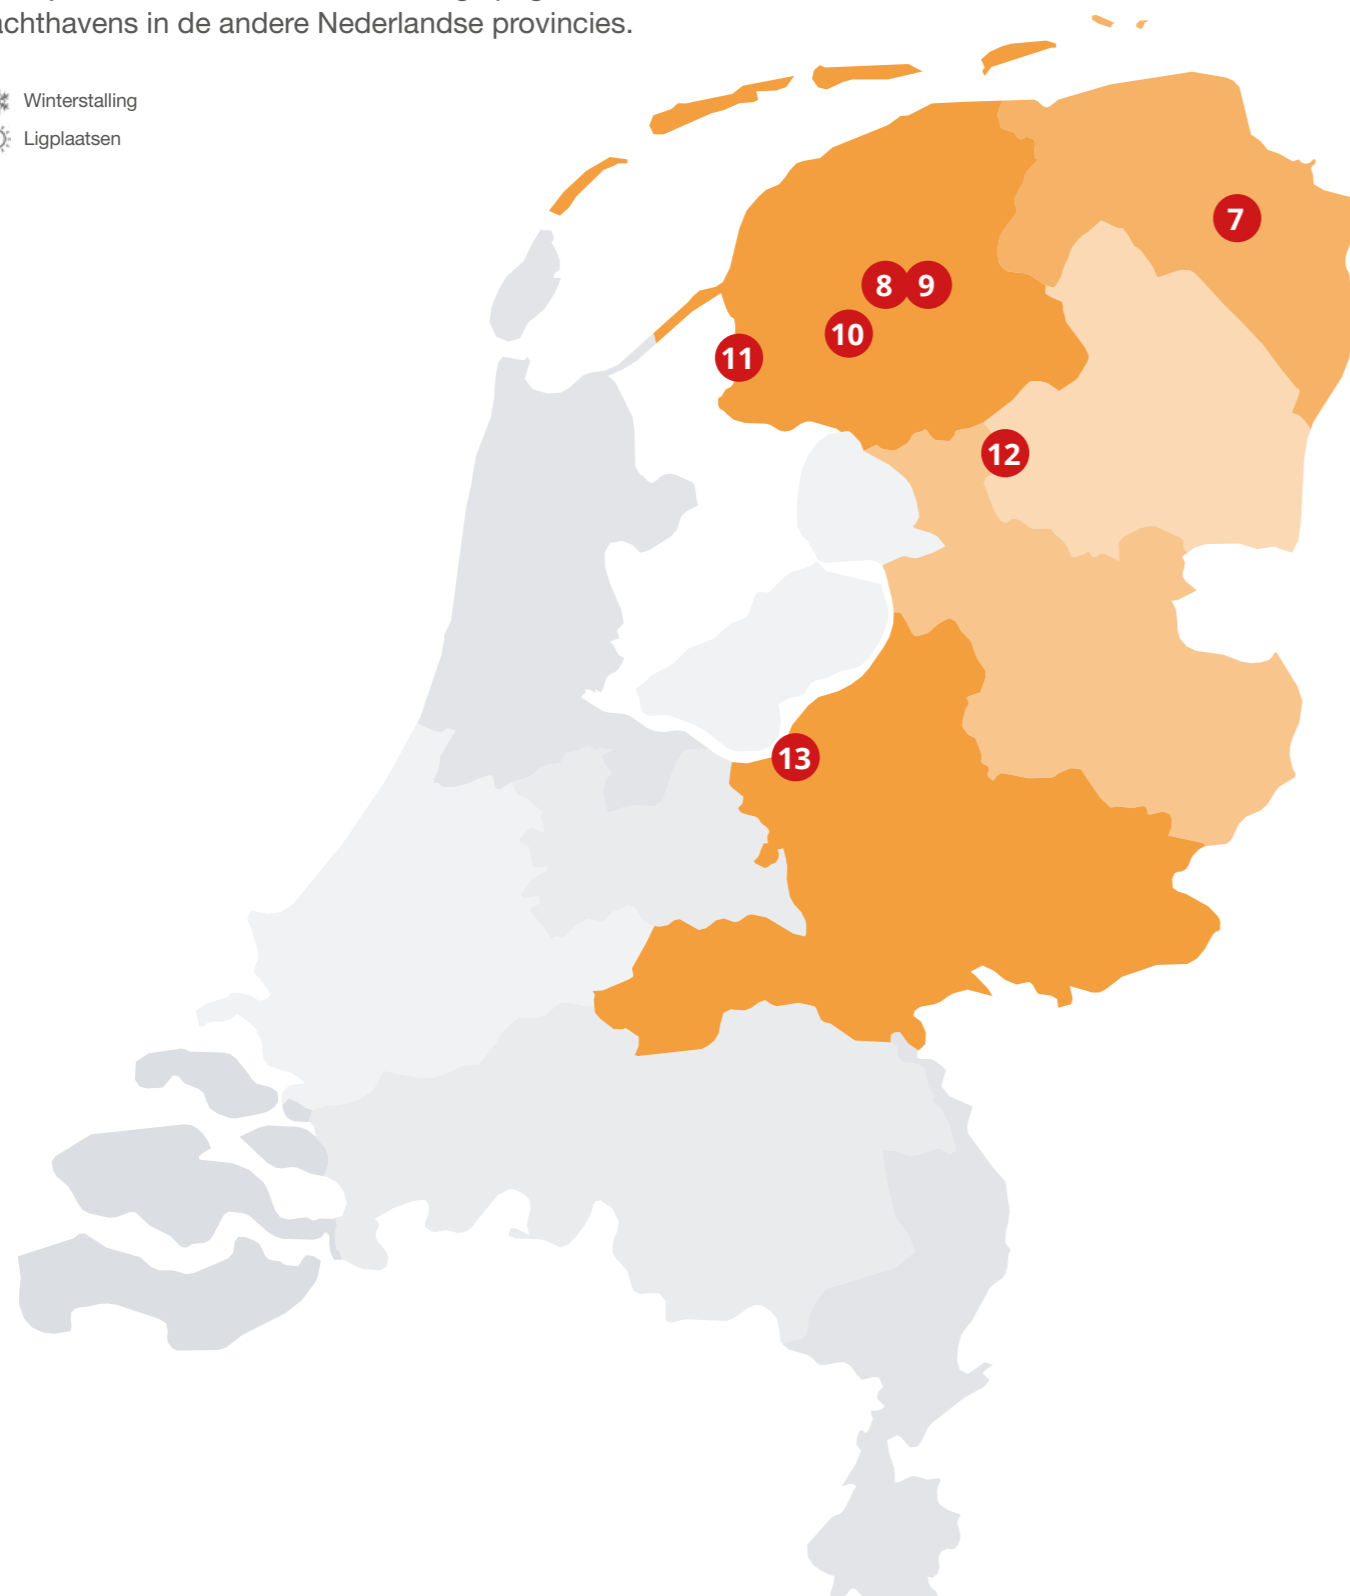 achthavens in de andere Nederlandse provincies.
Winterstalling
Ligplaatsen
7
8
9
10
11
12
13